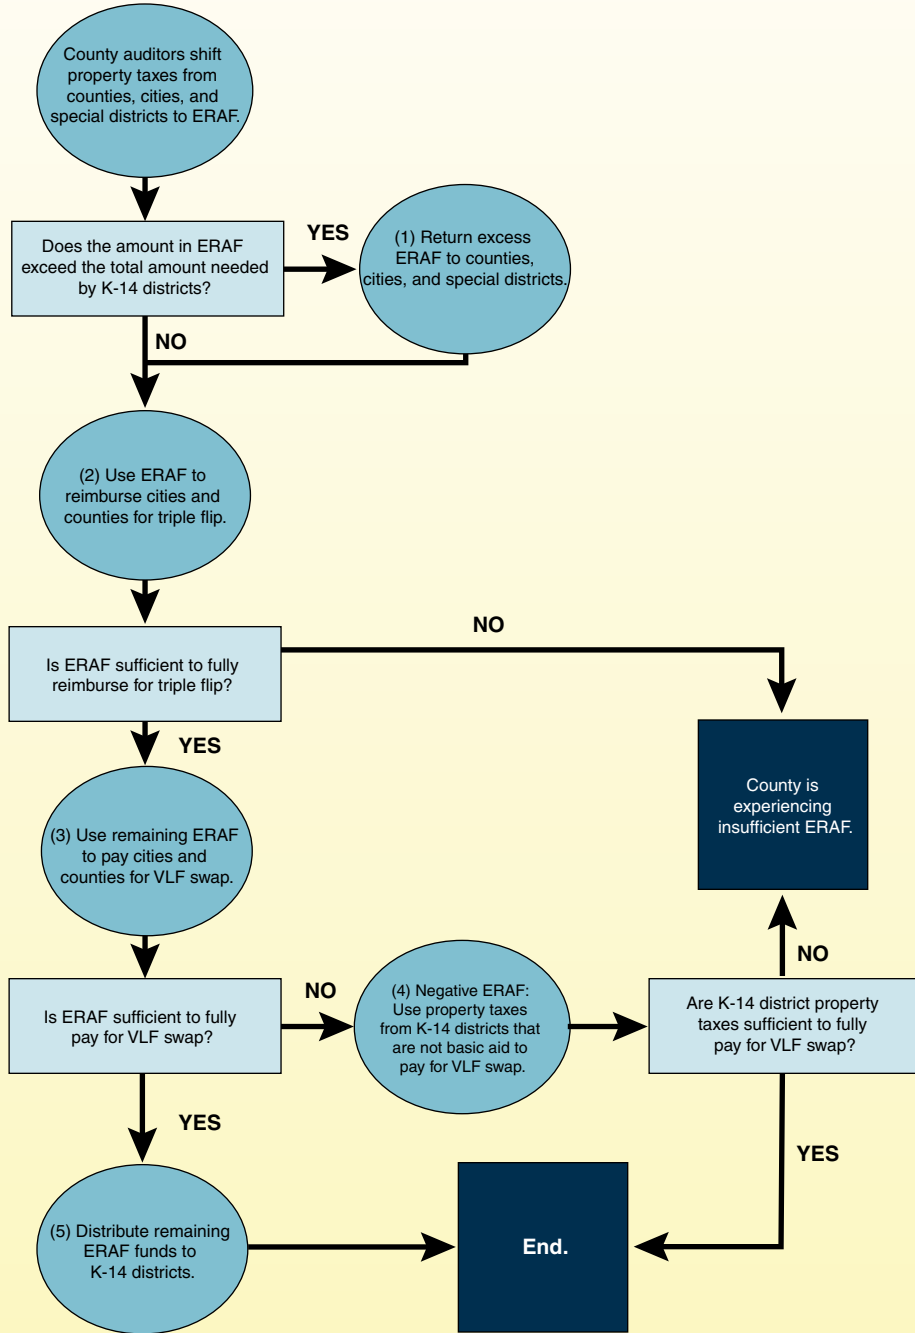 County auditors shift
property taxes from
counties, cities, and
special districts to ERAF.
Does the amount in ERAF
exceed the total amount needed
by K-14 districts?
YES
(1) Return excess
ERAF to counties,
cities, and special districts.
NO
(2) Use ERAF to
reimburse cities and
counties for triple flip.
Is ERAF sufficient to fully
reimburse for triple flip?
NO
YES
County is
experiencing
insufficient ERAF.
(3) Use remaining ERAF
to pay cities and
counties for VLF swap.
Is ERAF sufficient to fully
pay for VLF swap?
NO
(4) Negative ERAF:
Use property taxes
from K-14 districts that
are not basic aid to
pay for VLF swap.
Are K-14 district property
taxes sufficient to fully
pay for VLF swap?
NO
YES
YES
(5) Distribute remaining
ERAF funds to
K-14 districts.
End.